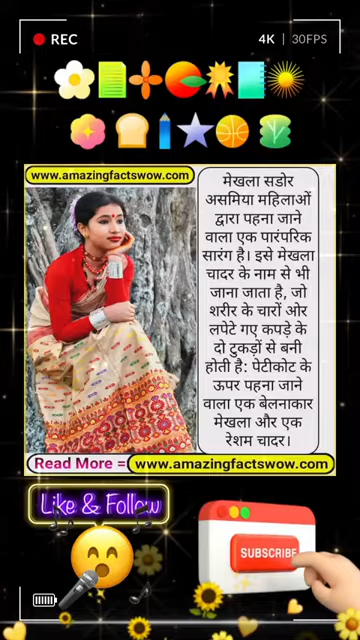 REC
4K | 30FPS
www.amazingfactswow.com
मेखला सडोर
असमिया महिलाओं
द्वारा पहना जाने
वाला एक पारंपरिक
सारंग है। इसे मेखला
चादर के नाम से भी
जाना जाता है, जो
शरीर के चारों ओर
लपेटे गए कपड़े के
दो टुकड़ों से बनी
होती है: पेटीकोट के
ऊपर पहना जाने
वाला एक बेलनाकार
मेखला और एक
रेशम चादर।
Read More = www.amazingfactswow.com
Like & Follow
SUBSCRIBE